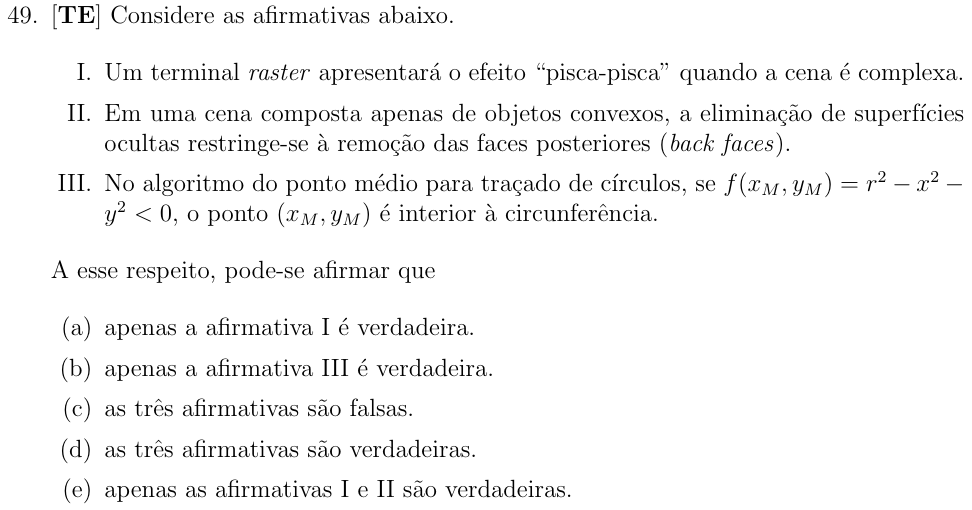 49. [TE] Considere as afirmativas abaixo.
I. Um terminal raster apresentará o efeito “pisca-pisca” quando a cena é complexa.
II. Em uma cena composta apenas de objetos convexos, a eliminação de superfícies
ocultas restringe-se à remoção das faces posteriores (back faces).
III. No algoritmo do ponto médio para traçado de círculos, se f(x_M, y_M) = r² − x² −
y² < 0, o ponto (x_M, y_M) é interior à circunferência.
A esse respeito, pode-se afirmar que
(a) apenas a afirmativa I é verdadeira.
(b) apenas a afirmativa III é verdadeira.
(c) as três afirmativas são falsas.
(d) as três afirmativas são verdadeiras.
(e) apenas as afirmativas I e II são verdadeiras.